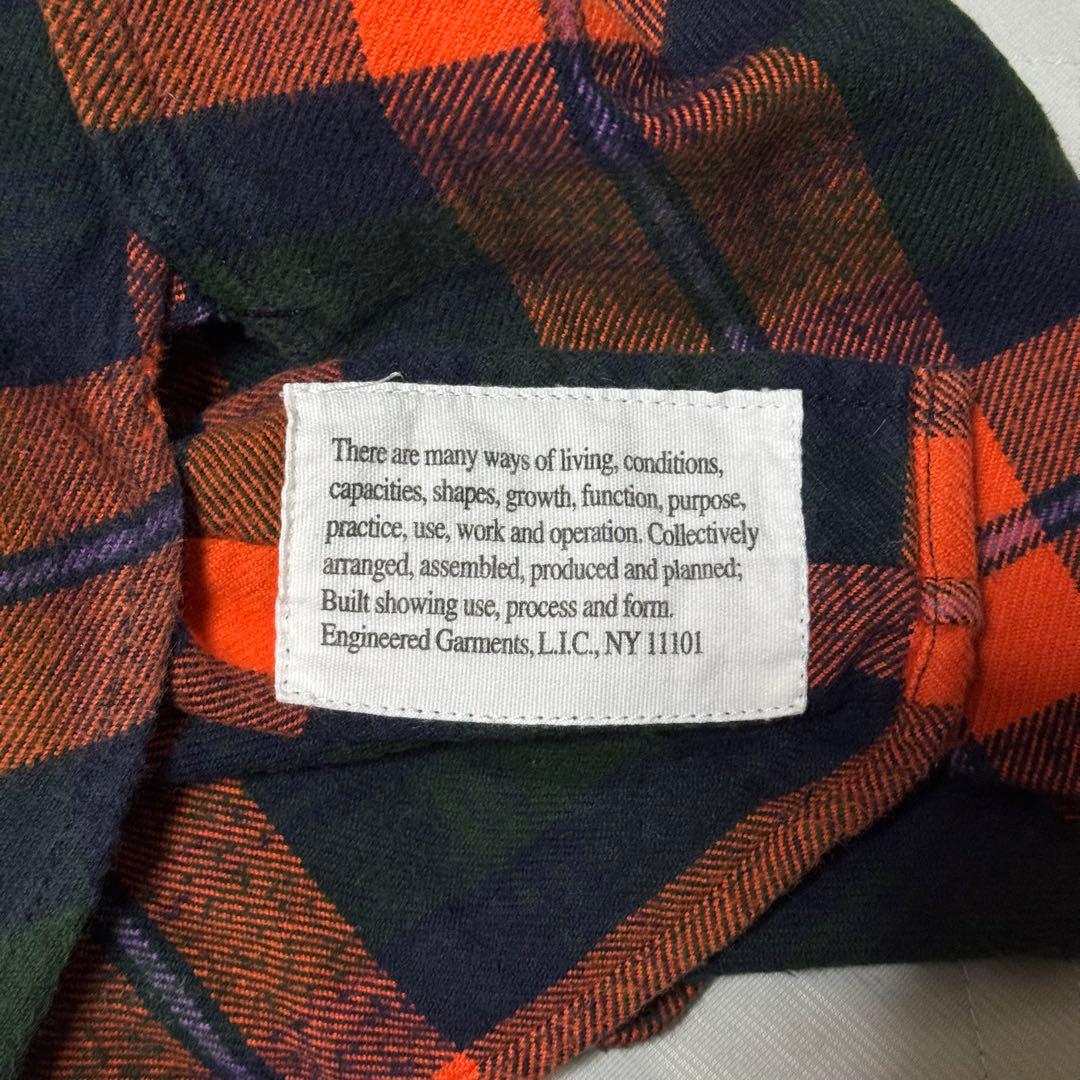 There are many ways of living, conditions,
capacities, shapes, growth, function, purpose,
practice, use, work and operation. Collectively
arranged, assembled, produced and planned;
Built showing use, process and form.
Engineered Garments, L.I.C., NY 11101